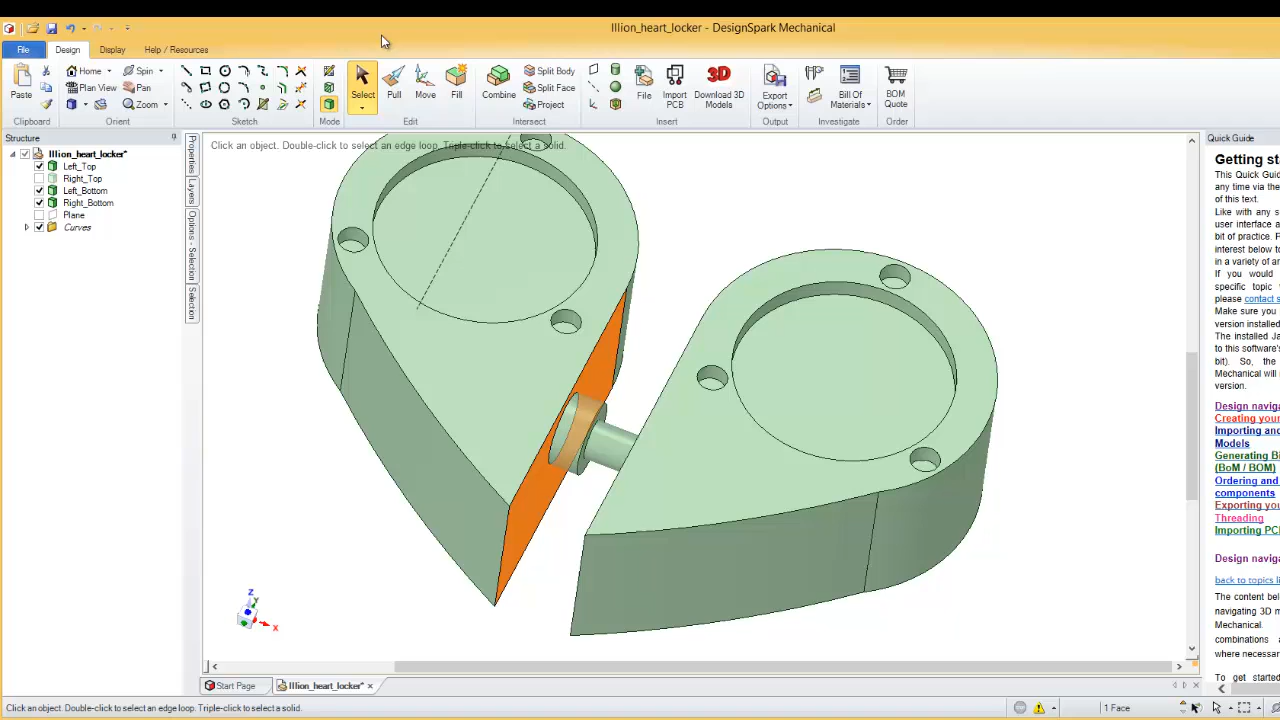 Illion_heart_locker - DesignSpark Mechanical
File Design Display Help / Resources
Home Spin
Plan View Pan
Zoom
Paste
Select Pull Move Fill
Combine
Split Body
Split Face
Project
File Import PCB Download 3D Models
Export Options
Bill Of Materials
BOM Quote
Clipboard Orient Sketch Mode Edit Intersect Insert Output Investigate Order
Structure
Illion_heart_locker*
Left_Top
Right_Top
Left_Bottom
Right_Bottom
Plane
Curves
Properties
Layers
Options - Selection
Selection
Click an object. Double-click to select an edge loop. Triple-click to select a solid.
Z
Y
X
Quick Guide
Getting sta
This Quick Guid
any time via the
of this text.
Like with any s
user interface a
bit of practice. F
interest below to
in a variety of ar
If you would
specific topic
please contact s
Make sure you
version installed
The installed Ja
to this software's
bit). So, the
Mechanical will
version.
Design naviga
Creating your
Importing and
Models
Generating Bi
(BoM / BOM)
Ordering and
components
Exporting you
Threading
Importing PC
Design naviga
back to topics li
The content bel
navigating 3D m
Mechanical.
combinations a
where necessar
To get started
Start Page Illion_heart_locker* ×
Click an object. Double-click to select an edge loop. Triple-click to select a solid.
1 Face